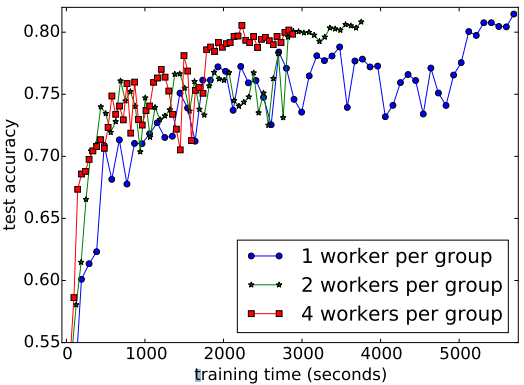 0.80
0.75
0.70
0.65
0.60
0.55
test accuracy
0
1000
2000
3000
4000
5000
training time (seconds)
1 worker per group
2 workers per group
4 workers per group